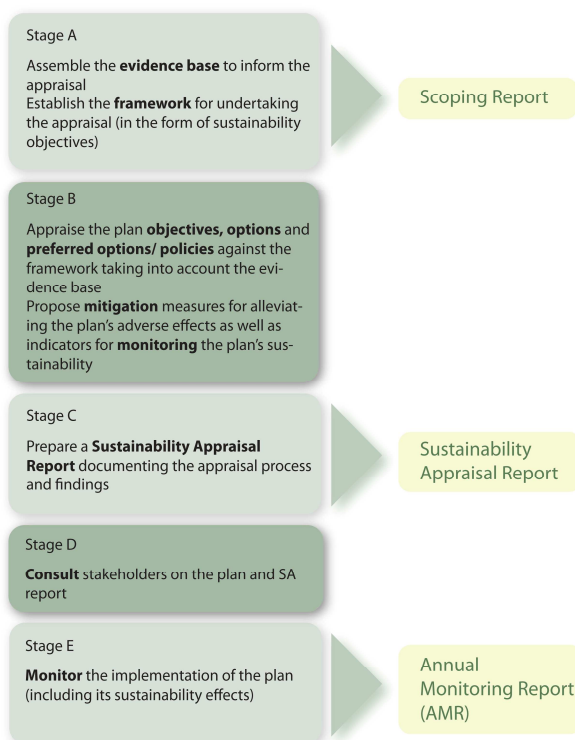 Stage A
Assemble the evidence base to inform the
appraisal
Establish the framework for undertaking
the appraisal (in the form of sustainability
objectives)
Scoping Report
Stage B
Appraise the plan objectives, options and
preferred options/ policies against the
framework taking into account the evi-
dence base
Propose mitigation measures for alleviat-
ing the plan's adverse effects as well as
indicators for monitoring the plan's sus-
tainability
Stage C
Prepare a Sustainability Appraisal
Report documenting the appraisal process
and findings
Sustainability
Appraisal Report
Stage D
Consult stakeholders on the plan and SA
report
Stage E
Monitor the implementation of the plan
(including its sustainability effects)
Annual
Monitoring Report
(AMR)